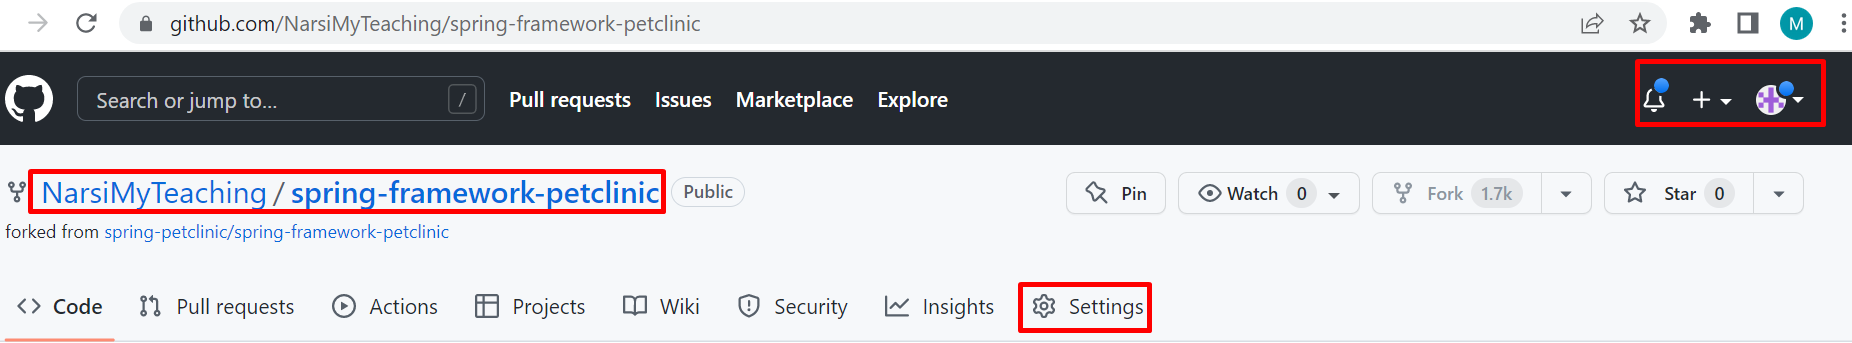 github.com/NarsiMyTeaching/spring-framework-petclinic M
Search or jump to... / Pull requests Issues Marketplace Explore
NarsiMyTeaching / spring-framework-petclinic Public Pin Watch 0 Fork 1.7k Star 0
forked from spring-petclinic/spring-framework-petclinic
Code Pull requests Actions Projects Wiki Security Insights Settings